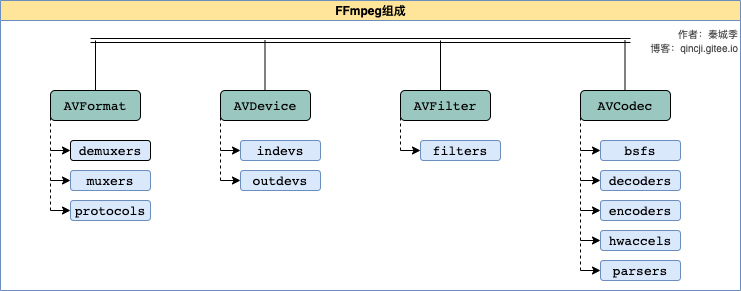 FFmpeg组成
作者：秦城季
博客：qincji.gitee.io
AVFormat
AVDevice
AVFilter
AVCodec
demuxers
indevs
filters
bsfs
muxers
outdevs
decoders
protocols
encoders
hwaccels
parsers